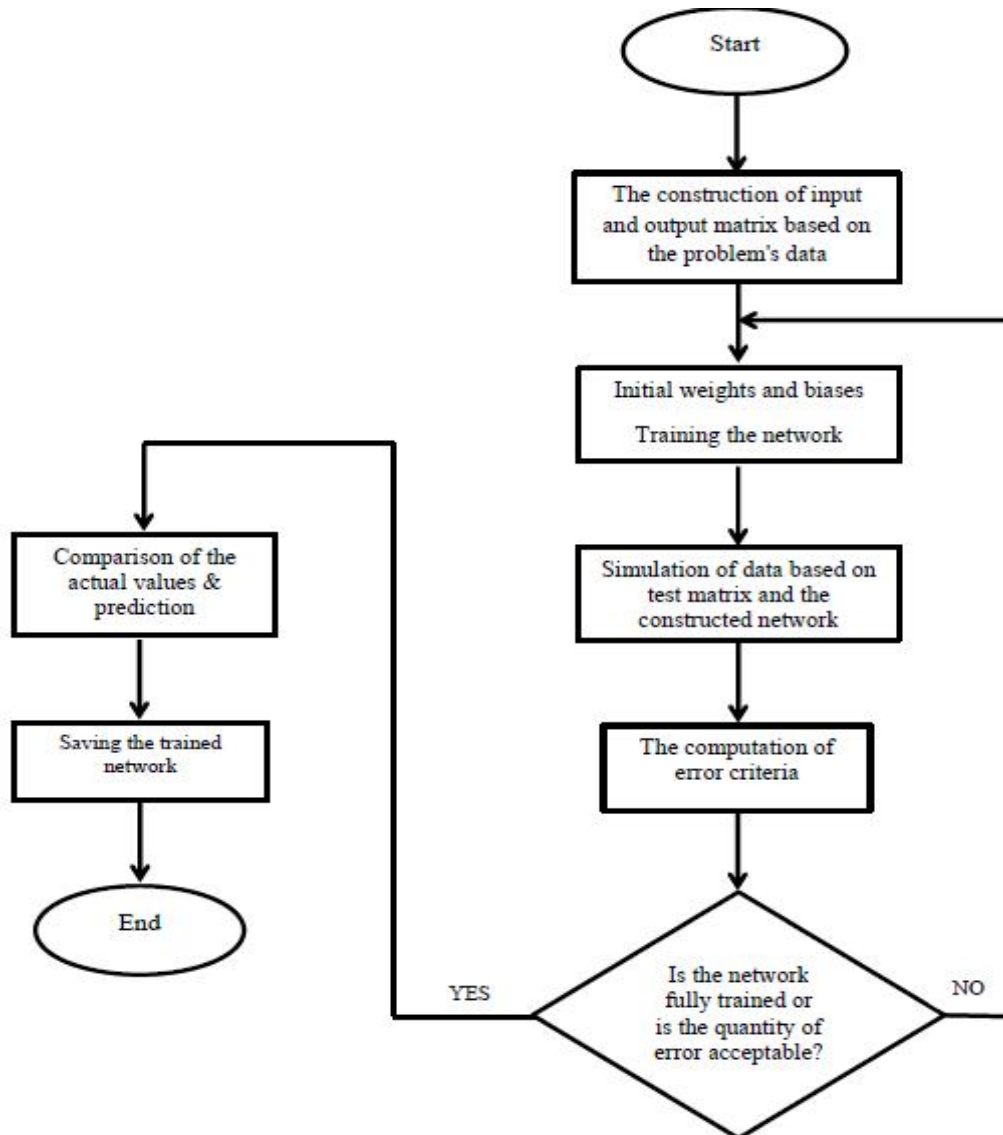 Start
The construction of input
and output matrix based on
the problem's data
Initial weights and biases
Training the network
Simulation of data based on
test matrix and the
constructed network
The computation of
error criteria
Is the network
fully trained or
is the quantity of
error acceptable?
YES
NO
Comparison of the
actual values &
prediction
Saving the trained
network
End